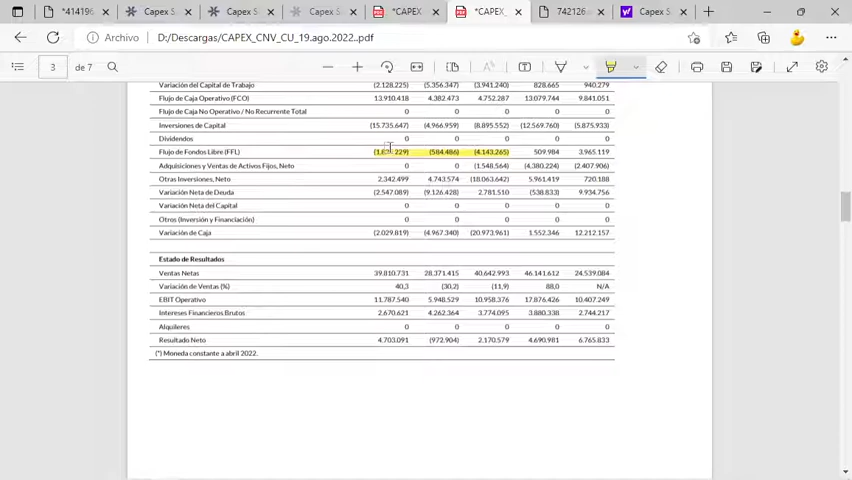 *41419 Capex S Capex S Capex S *CAPEX *CAPEX_ 742126 Capex S
Archivo D:/Descargas/CAPEX_CNV_CU_19.ago.2022..pdf
3 de 7
Variación del Capital de Trabajo (2.128.225) (5.356.347) (3.941.240) 828.665 940.279
Flujo de Caja Operativo (FCO) 13.910.418 4.382.473 4.752.287 13.079.744 9.841.051
Flujo de Caja No Operativo / No Recurrente Total 0 0 0 0 0
Inversiones de Capital (15.735.647) (4.966.959) (8.895.552) (12.569.760) (5.875.933)
Dividendos 0 0 0 0 0
Flujo de Fondos Libre (FFL) (584.486) (4.143.265) 509.984 3.965.119
Adquisiciones y Ventas de Activos Fijos, Neto 0 0 (1.548.564) (4.380.224) (2.407.906)
Otras Inversiones, Neto 2.342.499 4.743.574 (18.063.642) 5.961.419 720.188
Variación Neta de Deuda (2.547.089) (9.126.428) 2.781.510 (538.833) 9.934.756
Variación Neta del Capital 0 0 0 0 0
Otros (Inversión y Financiación) 0 0 0 0 0
Variación de Caja (2.029.819) (4.967.340) (20.973.961) 1.552.346 12.212.157
Estado de Resultados
Ventas Netas 39.810.731 28.371.415 40.642.993 46.141.612 24.539.084
Variación de Ventas (%) 40,3 (30,2) (11,9) 88,0 N/A
EBIT Operativo 11.787.540 5.948.529 10.958.376 17.876.426 10.407.249
Intereses Financieros Brutos 2.670.621 4.262.364 3.774.095 3.880.338 2.744.217
Alquileres 0 0 0 0 0
Resultado Neto 4.703.091 (972.904) 2.170.579 4.690.981 6.765.833
(*) Moneda constante a abril 2022.